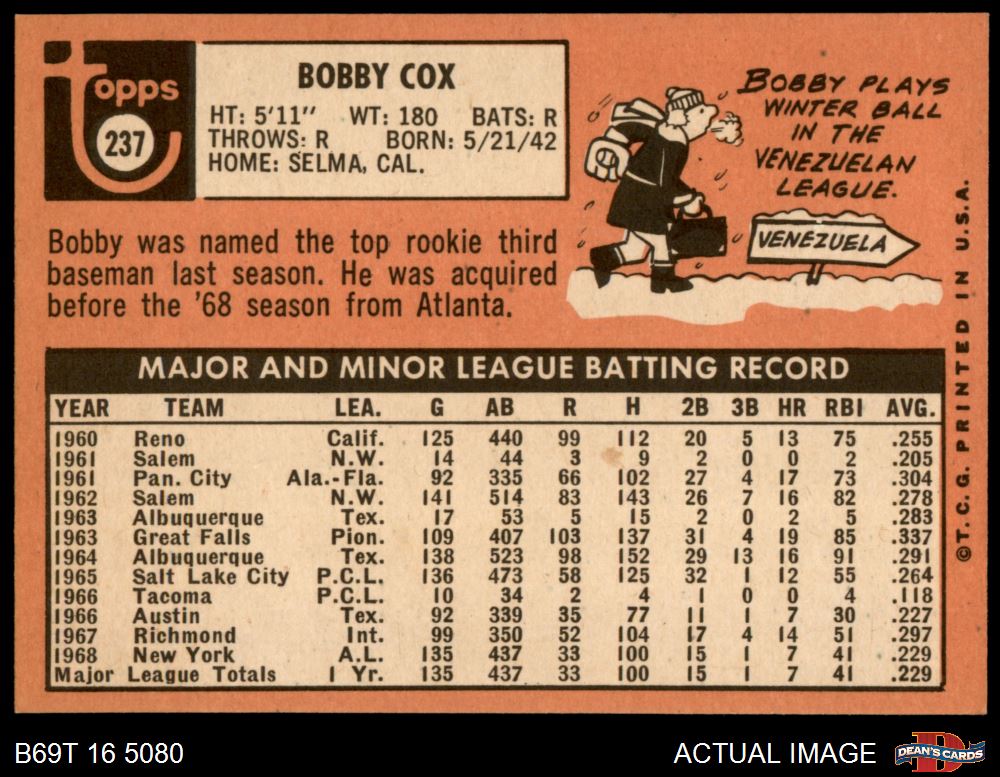 topps
237
BOBBY COX
HT: 5'11" WT: 180 BATS: R
THROWS: R BORN: 5/21/42
HOME: SELMA, CAL.
BOBBY PLAYS
WINTER BALL
IN THE
VENEZUELAN
LEAGUE.
VENEZUELA
Bobby was named the top rookie third
baseman last season. He was acquired
before the '68 season from Atlanta.
MAJOR AND MINOR LEAGUE BATTING RECORD
YEAR TEAM LEA. G AB R H 2B 3B HR RBI AVG.
1960 Reno Calif. 125 440 99 112 20 5 13 75 .255
1961 Salem N.W. 14 44 3 9 2 0 0 2 .205
1961 Pan. City Ala.-Fla. 92 335 66 102 27 4 17 73 .304
1962 Salem N.W. 141 514 83 143 26 7 16 82 .278
1963 Albuquerque Tex. 17 53 5 15 2 0 2 5 .283
1963 Great Falls Pion. 109 407 103 137 31 4 19 85 .337
1964 Albuquerque Tex. 138 523 98 152 29 13 16 91 .291
1965 Salt Lake City P.C.L. 136 473 58 125 32 1 12 55 .264
1966 Tacoma P.C.L. 10 34 2 4 1 0 0 4 .118
1966 Austin Tex. 92 339 35 77 11 1 7 30 .227
1967 Richmond Int. 99 350 52 104 17 4 14 51 .297
1968 New York A.L. 135 437 33 100 15 1 7 41 .229
Major League Totals 1 Yr. 135 437 33 100 15 1 7 41 .229
©T.C.G. PRINTED IN U.S.A.
B69T 16 5080
ACTUAL IMAGE
D
DEAN'S CARDS